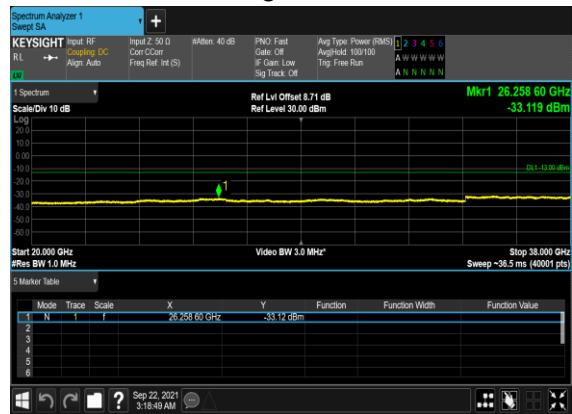 Spectrum Analyzer 1
Swept SA
+
KEYSIGHT Input: RF Input Z: 50 Ω #Atten: 40 dB PNO: Fast Avg Type: Power (RMS) 1 2 3 4 5 6
RL Coupling: DC Corr CCorr Gate: Off Avg|Hold: 100/100 A W W W W W
Align: Auto Freq Ref: Int (S) IF Gain: Low Trig: Free Run
Sig Track: Off A N N N N N
1 Spectrum Ref Lvl Offset 8.71 dB Mkr1 26.258 60 GHz
Scale/Div 10 dB Ref Level 30.00 dBm -33.119 dBm
Log
20.0
10.0
0.00
-10.0
DL1 -13.00 dBm
-20.0
1
-30.0
-40.0
-50.0
-60.0
Start 20.000 GHz Video BW 3.0 MHz* Stop 38.000 GHz
#Res BW 1.0 MHz Sweep ~36.5 ms (40001 pts)
5 Marker Table
Mode Trace Scale X Y Function Function Width Function Value
1 N 1 f 26.258 60 GHz -33.12 dBm
2
3
4
5
6
? Sep 22, 2021
3:18:49 AM